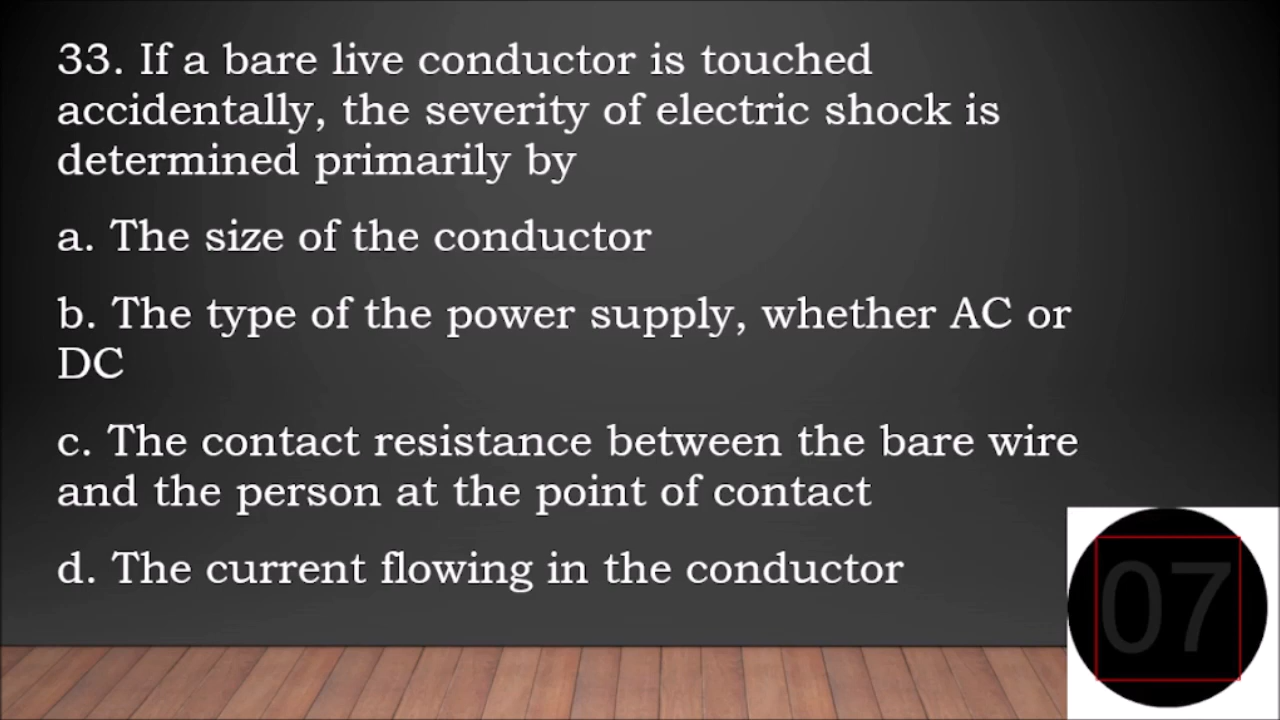 33. If a bare live conductor is touched
accidentally, the severity of electric shock is
determined primarily by
a. The size of the conductor
b. The type of the power supply, whether AC or
DC
c. The contact resistance between the bare wire
and the person at the point of contact
d. The current flowing in the conductor
07